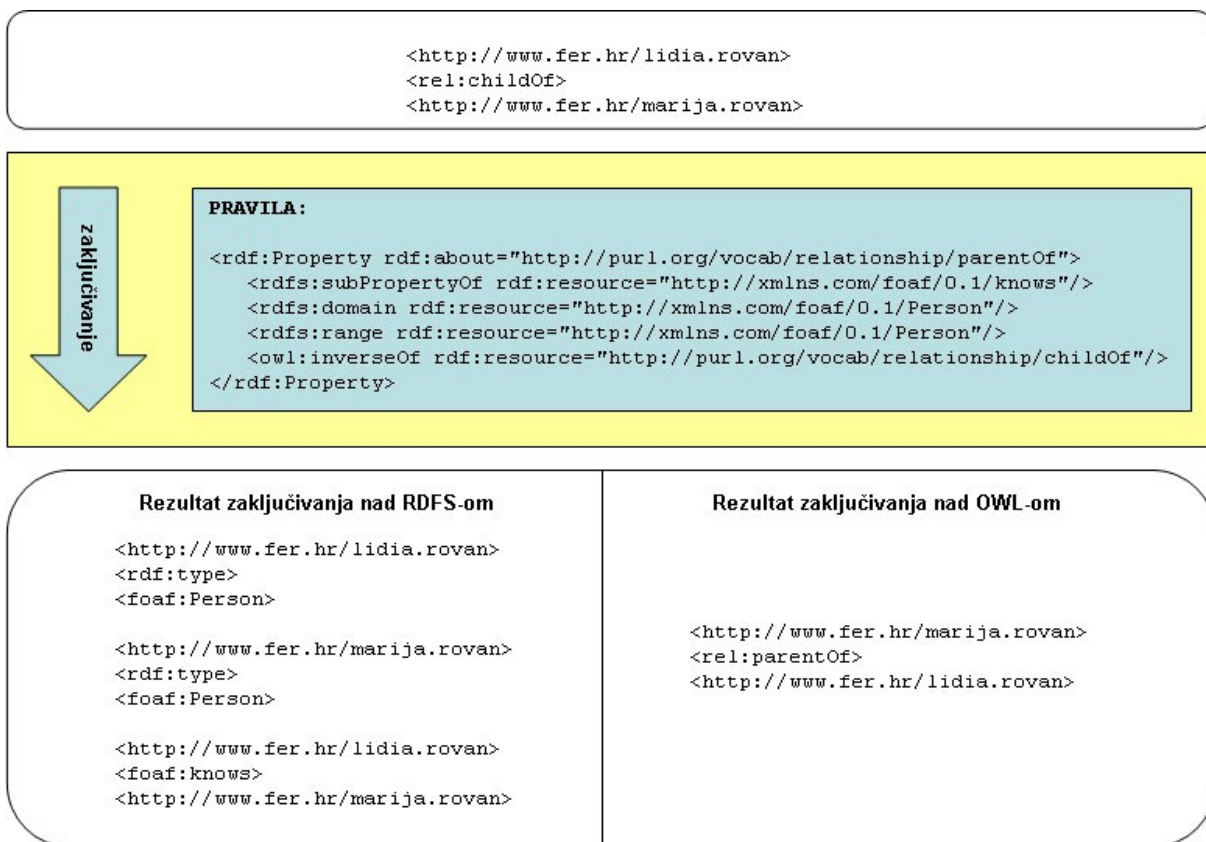 <http://www.fer.hr/lidia.rovan>
<rel:childOf>
<http://www.fer.hr/marija.rovan>
zaključivanje
PRAVILA:
<rdf:Property rdf:about="http://purl.org/vocab/relationship/parentOf">
<rdfs:subPropertyOf rdf:resource="http://xmlns.com/foaf/0.1/knows"/>
<rdfs:domain rdf:resource="http://xmlns.com/foaf/0.1/Person"/>
<rdfs:range rdf:resource="http://xmlns.com/foaf/0.1/Person"/>
<owl:inverseOf rdf:resource="http://purl.org/vocab/relationship/childOf"/>
</rdf:Property>
Rezultat zaključivanja nad RDFS-om
<http://www.fer.hr/lidia.rovan>
<rdf:type>
<foaf:Person>
<http://www.fer.hr/marija.rovan>
<rdf:type>
<foaf:Person>
<http://www.fer.hr/lidia.rovan>
<foaf:knows>
<http://www.fer.hr/marija.rovan>
Rezultat zaključivanja nad OWL-om
<http://www.fer.hr/marija.rovan>
<rel:parentOf>
<http://www.fer.hr/lidia.rovan>